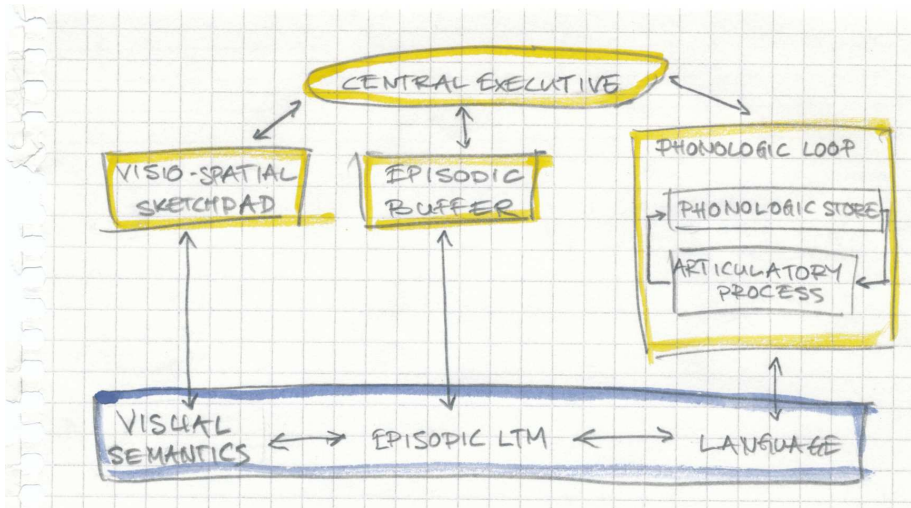 CENTRAL EXECUTIVE
VISIO-SPATIAL
SKETCHPAD
EPISODIC
BUFFER
PHONOLOGIC LOOP
PHONOLOGIC STORE
ARTICULATORY
PROCESS
VISUAL
SEMANTICS
EPISODIC LTM
LANGUAGE